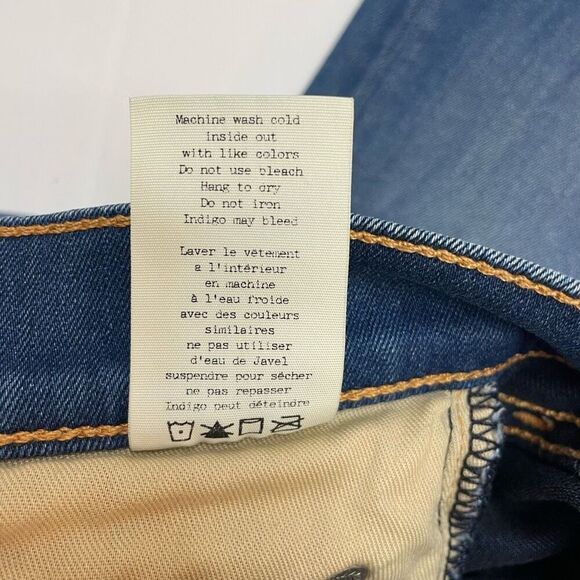 Machine wash cold
inside out
with like colors
Do not use bleach
Hang to dry
Do not iron
Indigo may bleed
Laver le vêtement
a l'intérieur
en machine
à l'eau froide
avec des couleurs
similaires
ne pas utiliser
d'eau de Javel
suspendre pour sécher
ne pas repasser
Indigo peut déteindre